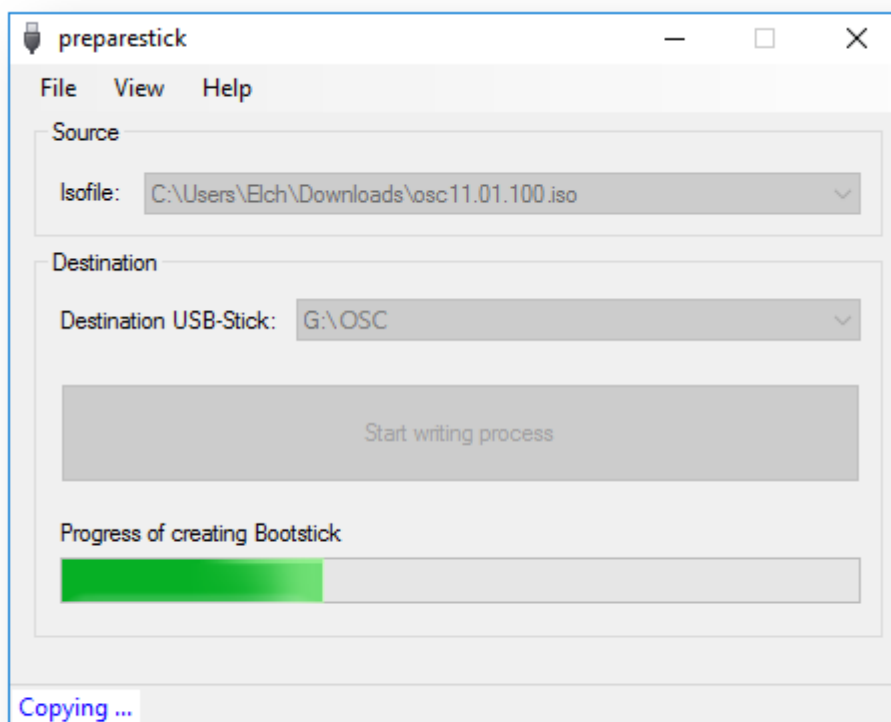 preparestick
File View Help
Source
Isofile: C:\Users\Elch\Downloads\osc11.01.100.iso
Destination
Destination USB-Stick: G:\OSC
Start writing process
Progress of creating Bootstick
Copying ...